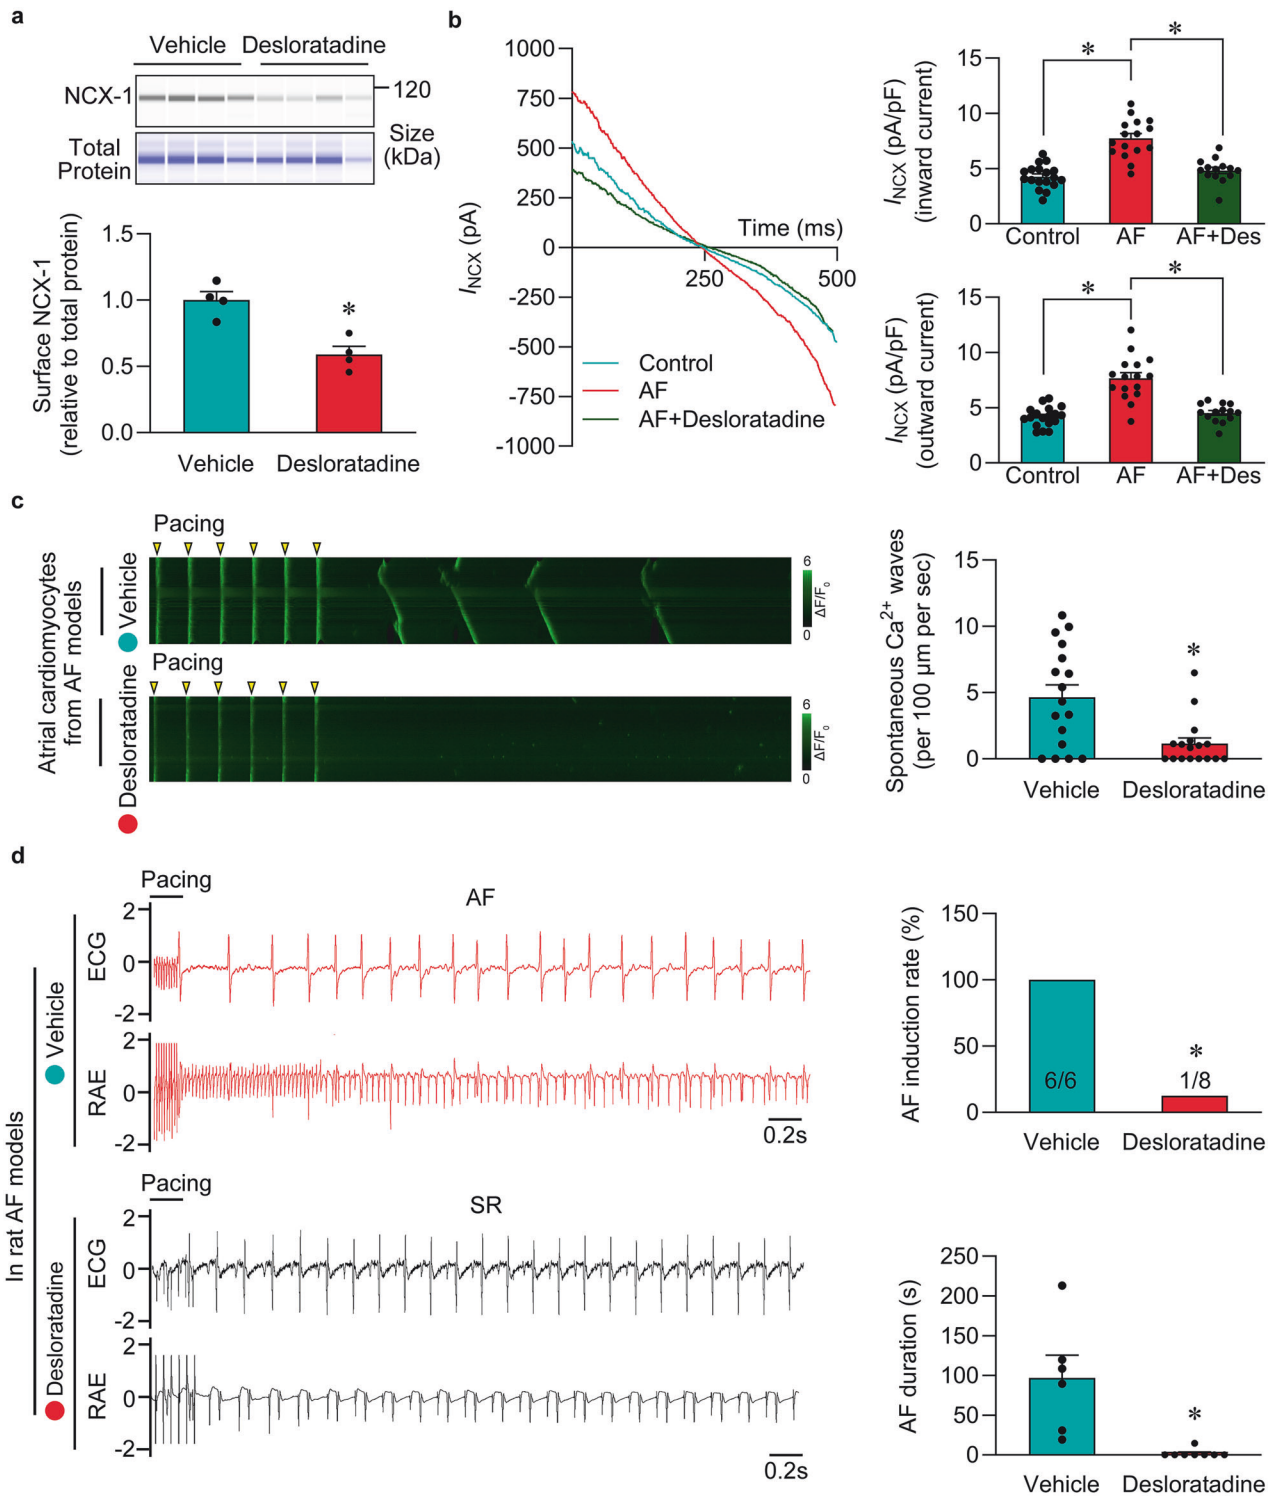 a
Vehicle Desloratadine
NCX-1
120
Total
Protein
Size
(kDa)
Surface NCX-1
(relative to total protein)
1.5
1.0
0.5
0.0
*
Vehicle
Desloratadine
b
1000
750
500
250
0
-250
-500
-750
-1000
INCX (pA)
Time (ms)
250
500
Control
AF
AF+Desloratadine
INCX (pA/pF)
(inward current)
15
10
5
0
*
*
Control
AF
AF+Des
INCX (pA/pF)
(outward current)
15
10
5
0
*
*
Control
AF
AF+Des
c
Atrial cardiomyocytes
from AF models
Vehicle
Pacing
6
0
ΔF/F0
Desloratadine
Pacing
6
0
ΔF/F0
Spontaneous Ca2+ waves
(per 100 μm per sec)
15
10
5
0
*
Vehicle
Desloratadine
d
In rat AF models
Vehicle
Pacing
AF
ECG
2
0
-2
RAE
2
0
-2
0.2s
Desloratadine
Pacing
SR
ECG
2
0
-2
RAE
2
0
-2
0.2s
AF induction rate (%)
150
100
50
0
6/6
*
1/8
Vehicle
Desloratadine
AF duration (s)
250
200
150
100
50
0
*
Vehicle
Desloratadine